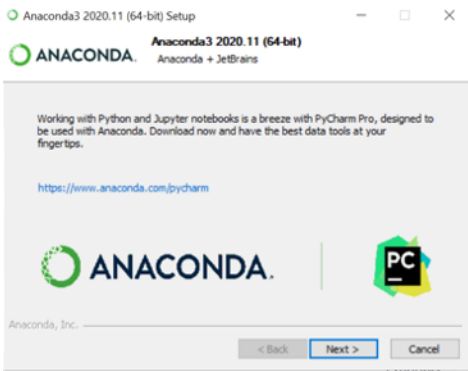 Anaconda3 2020.11 (64-bit) Setup
ANACONDA.
Anaconda3 2020.11 (64-bit)
Anaconda + JetBrains
Working with Python and Jupyter notebooks is a breeze with PyCharm Pro, designed to
be used with Anaconda. Download now and have the best data tools at your
fingertips.
https://www.anaconda.com/pycharm
ANACONDA.
PC
Anaconda, Inc.
< Back
Next >
Cancel